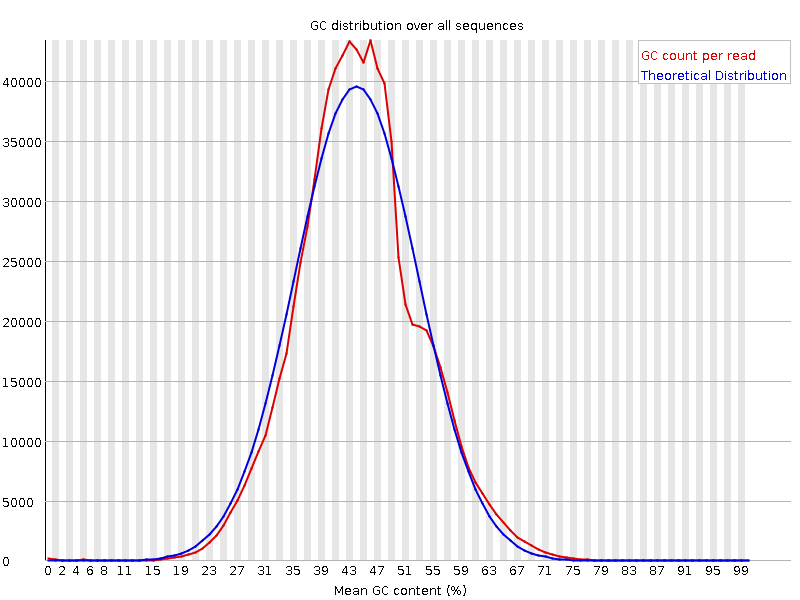 GC distribution over all sequences
GC count per read
Theoretical Distribution
40000
35000
30000
25000
20000
15000
10000
5000
0
0 2 4 6 8 11 15 19 23 27 31 35 39 43 47 51 55 59 63 67 71 75 79 83 87 91 95 99
Mean GC content (%)